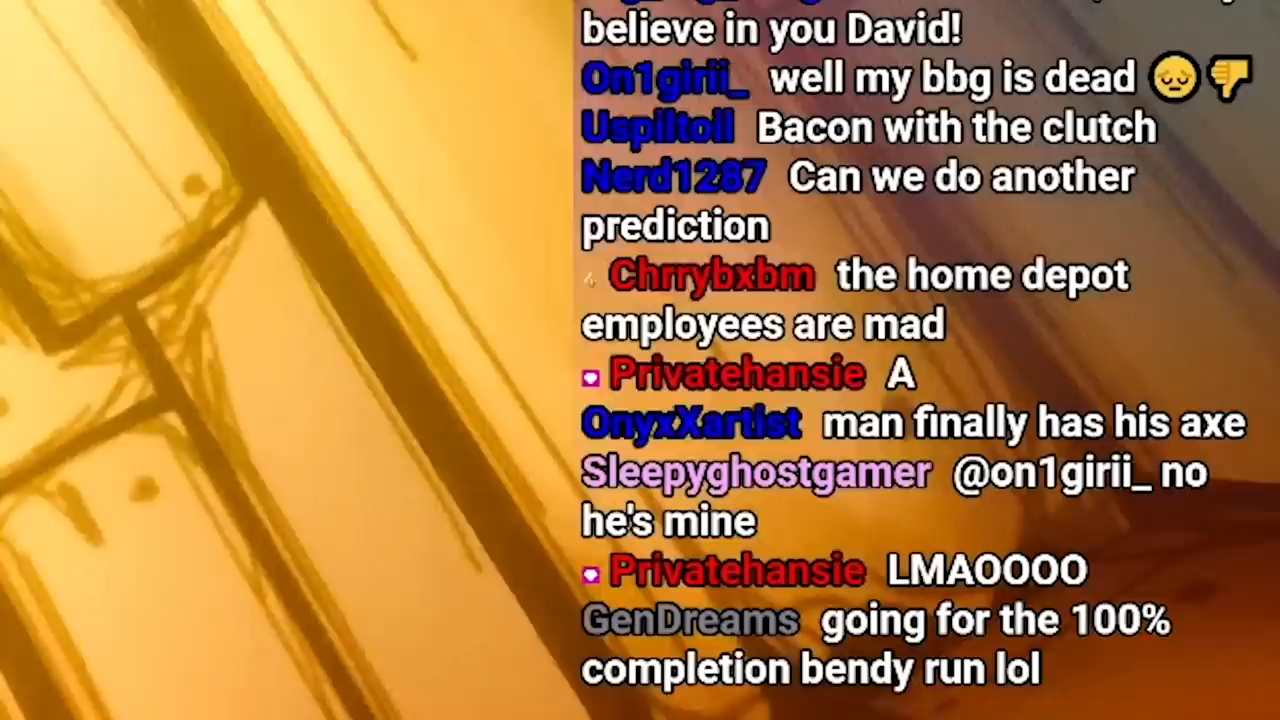 believe in you David!
On1girii_ well my bbg is dead 😔👎
Uspiltoil Bacon with the clutch
Nerd1287 Can we do another
prediction
Chrrybxbm the home depot
employees are mad
Privatehansie A
OnyxXartist man finally has his axe
Sleepyghostgamer @on1girii_ no
he's mine
Privatehansie LMAOOOO
GenDreams going for the 100%
completion bendy run lol